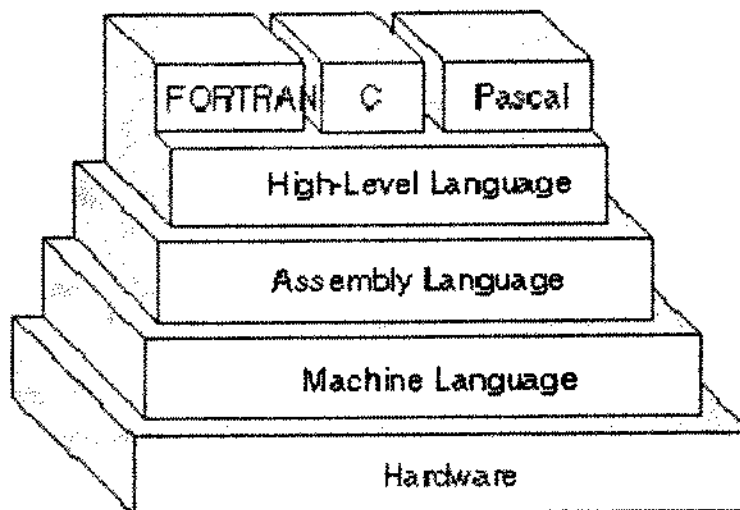 FORTRAN C Pascal
High-Level Language
Assembly Language
Machine Language
Hardware